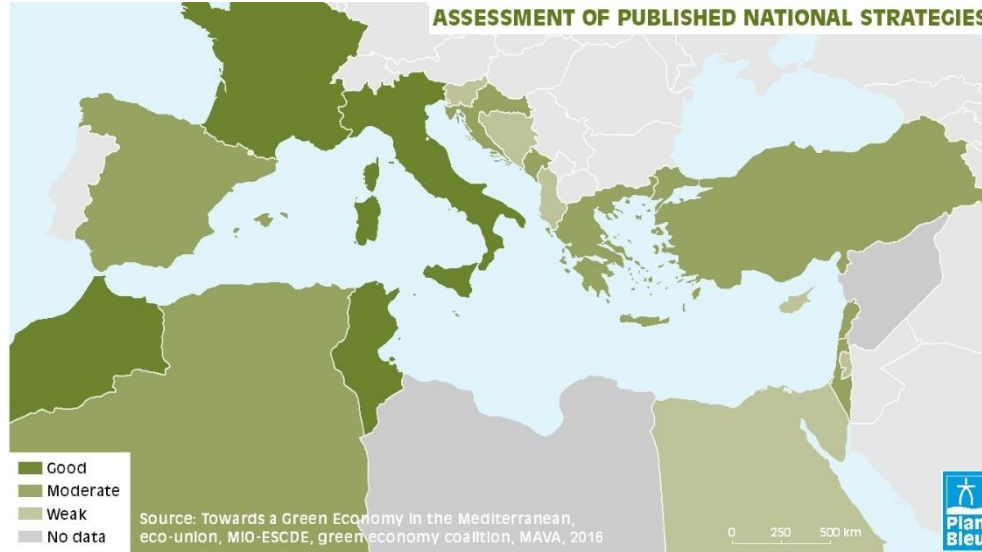 ASSESSMENT OF PUBLISHED NATIONAL STRATEGIES
Good
Moderate
Weak
No data
Source: Towards a Green Economy in the Mediterranean,
eco-union, MIO-ESCDE, green economy coalition, MAVA, 2016
0 250 500 km
Plan
Bleu